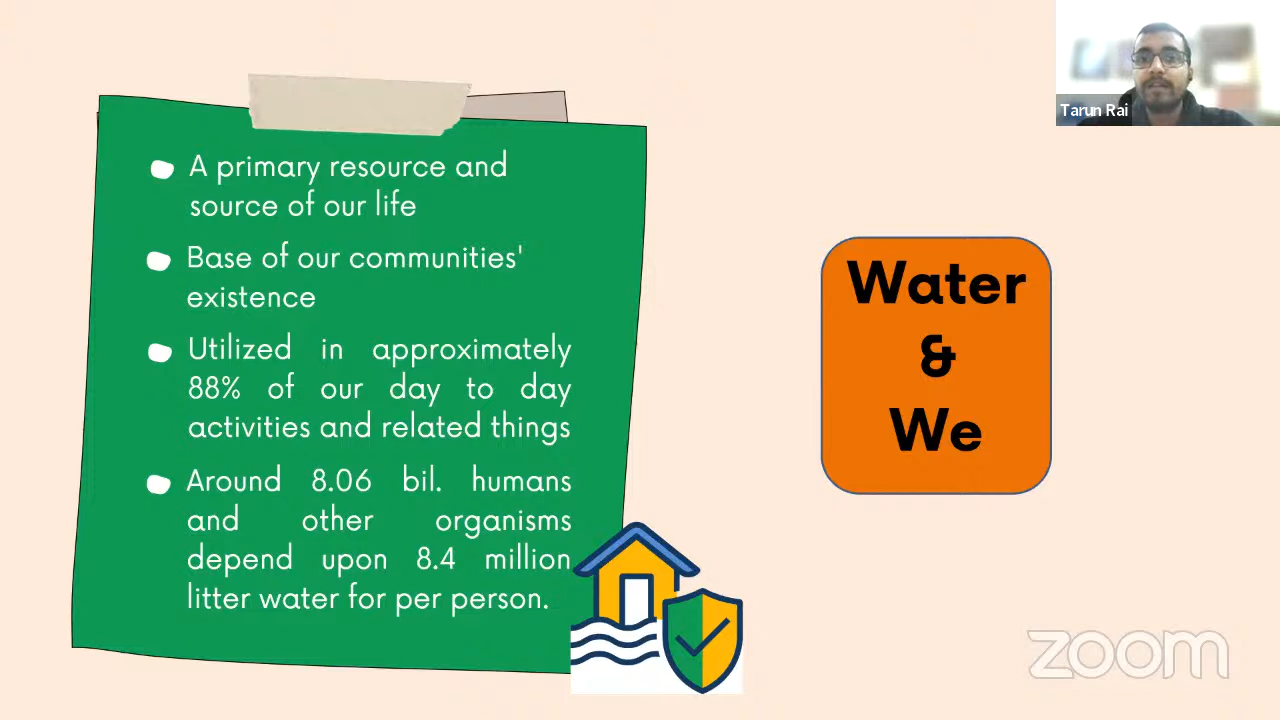 A primary resource and
source of our life
Base of our communities'
existence
Utilized in approximately
88% of our day to day
activities and related things
Around 8.06 bil. humans
and other organisms
depend upon 8.4 million
litter water for per person.
Water
&
We
Tarun Rai
zoom